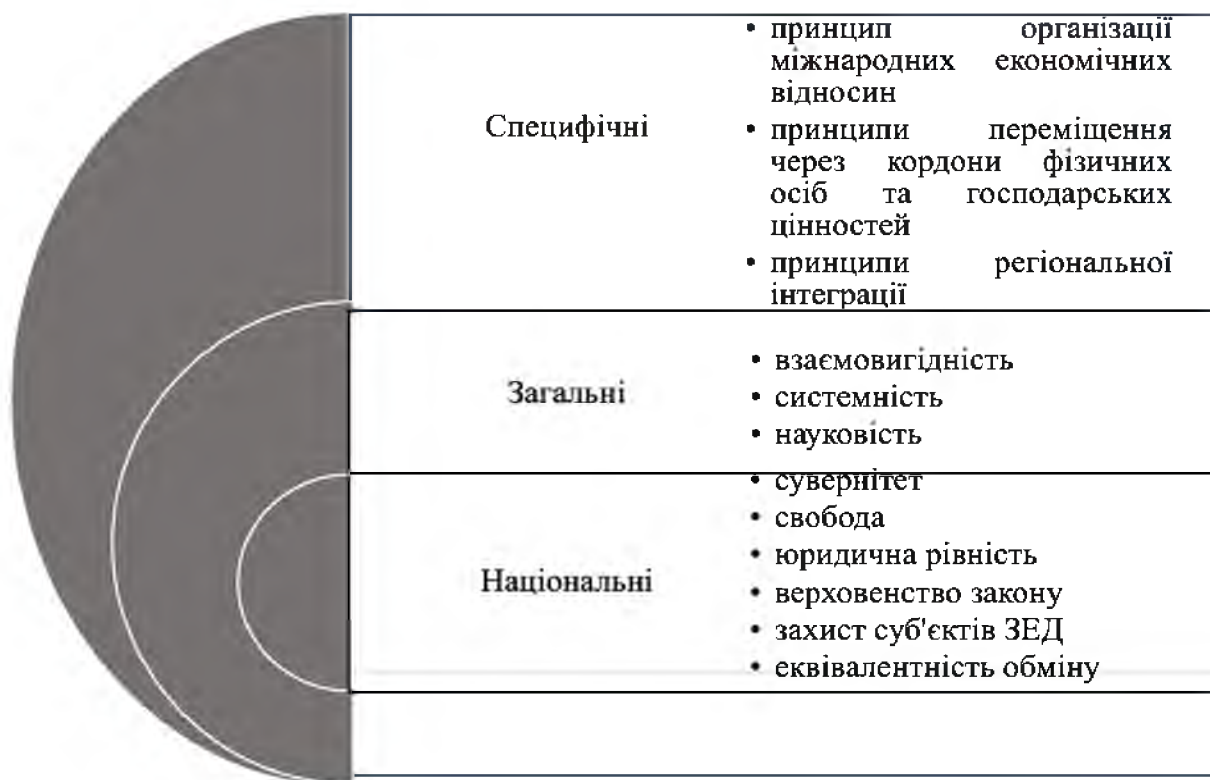 Специфічні
• принцип організації
міжнародних економічних
відносин
• принципи переміщення
через кордони фізичних
осіб та господарських
цінностей
• принципи регіональної
інтеграції
Загальні
• взаємовигідність
• системність
• науковість
Національні
• сувернітет
• свобода
• юридична рівність
• верховенство закону
• захист суб'єктів ЗЕД
• еквівалентність обміну